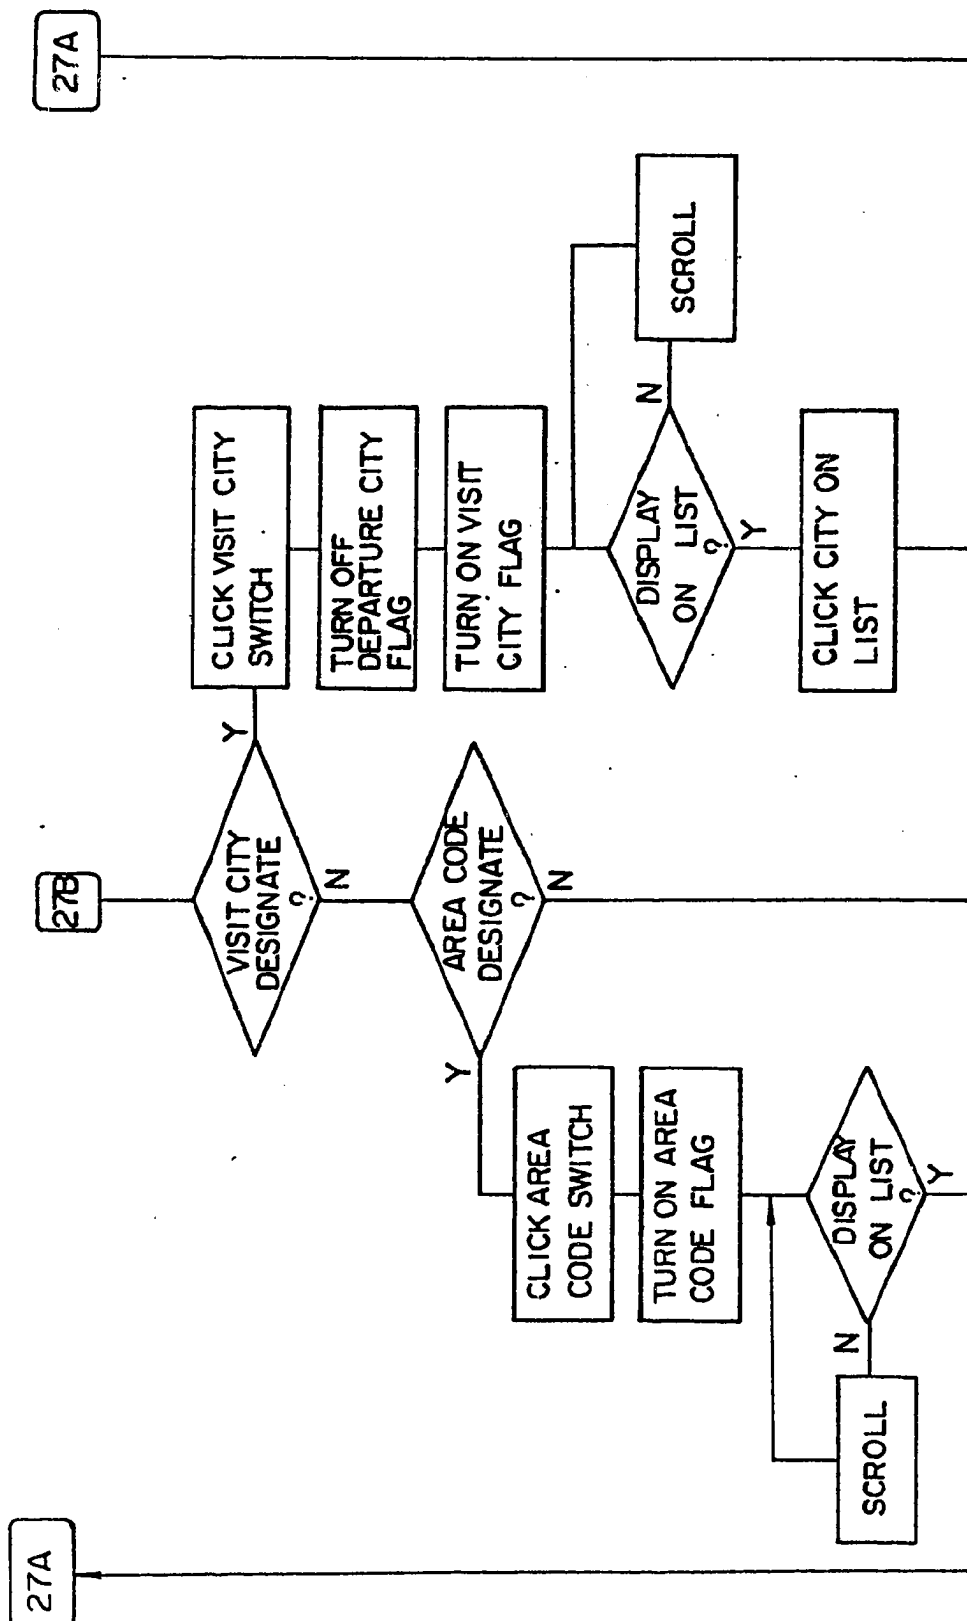 27A
27B
27A
VISIT CITY
DESIGNATE
?
Y
N
CLICK VISIT CITY
SWITCH
TURN OFF
DEPARTURE CITY
FLAG
TURN ON VISIT
CITY FLAG
DISPLAY
ON LIST
?
N
Y
SCROLL
CLICK CITY ON
LIST
AREA CODE
DESIGNATE
?
Y
N
CLICK AREA
CODE SWITCH
TURN ON AREA
CODE FLAG
DISPLAY
ON LIST
?
N
Y
SCROLL